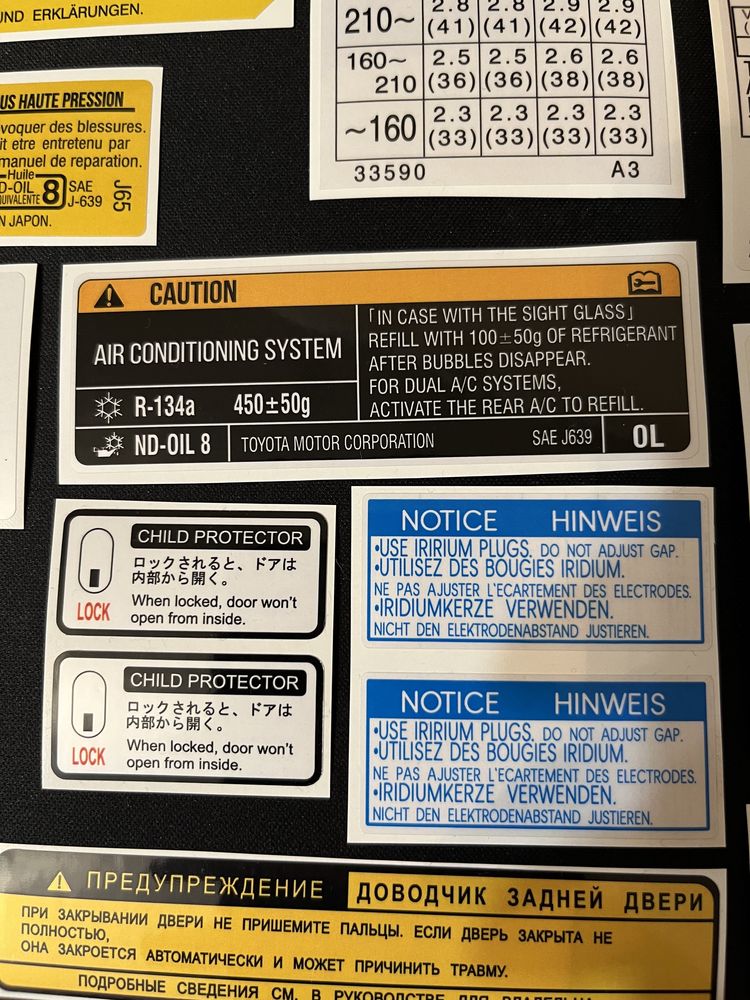 UND ERKLÄRUNGEN.
2.8 2.8 2.9 2.9
210~ (41) (41) (42) (42)
160~ 2.5 2.5 2.6 2.6
210 (36) (36) (38) (38)
~160 2.3 2.3 2.3 2.3
(33) (33) (33) (33)
33590 A3
US HAUTE PRESSION
voquer des blessures.
it etre entretenu par
manuel de reparation.
Huile
D-OIL 8 SAE
QUIVALENTE J-639
J65
N JAPON.
CAUTION
AIR CONDITIONING SYSTEM
R-134a 450±50g
ND-OIL 8 TOYOTA MOTOR CORPORATION SAE J639 OL
「IN CASE WITH THE SIGHT GLASS」
REFILL WITH 100±50g OF REFRIGERANT
AFTER BUBBLES DISAPPEAR.
FOR DUAL A/C SYSTEMS,
ACTIVATE THE REAR A/C TO REFILL.
CHILD PROTECTOR
ロックされると、ドアは
内部から開く。
When locked, door won't
open from inside.
LOCK
CHILD PROTECTOR
ロックされると、ドアは
内部から開く。
When locked, door won't
open from inside.
LOCK
NOTICE HINWEIS
•USE IRIRIUM PLUGS. DO NOT ADJUST GAP.
•UTILISEZ DES BOUGIES IRIDIUM.
NE PAS AJUSTER L'ECARTEMENT DES ELECTRODES.
•IRIDIUMKERZE VERWENDEN.
NICHT DEN ELEKTRODENABSTAND JUSTIEREN.
NOTICE HINWEIS
•USE IRIRIUM PLUGS. DO NOT ADJUST GAP.
•UTILISEZ DES BOUGIES IRIDIUM.
NE PAS AJUSTER L'ECARTEMENT DES ELECTRODES.
•IRIDIUMKERZE VERWENDEN.
NICHT DEN ELEKTRODENABSTAND JUSTIEREN.
ПРЕДУПРЕЖДЕНИЕ ДОВОДЧИК ЗАДНЕЙ ДВЕРИ
ПРИ ЗАКРЫВАНИИ ДВЕРИ НЕ ПРИШЕМИТЕ ПАЛЬЦЫ. ЕСЛИ ДВЕРЬ ЗАКРЫТА НЕ
ПОЛНОСТЬЮ,
ОНА ЗАКРОЕТСЯ АВТОМАТИЧЕСКИ И МОЖЕТ ПРИЧИНИТЬ ТРАВМУ.
ПОДРОБНЫЕ СВЕДЕНИЯ СМ. В РУКОВОДСТВЕ ДЛЯ ВЛАДЕЛЬЦА